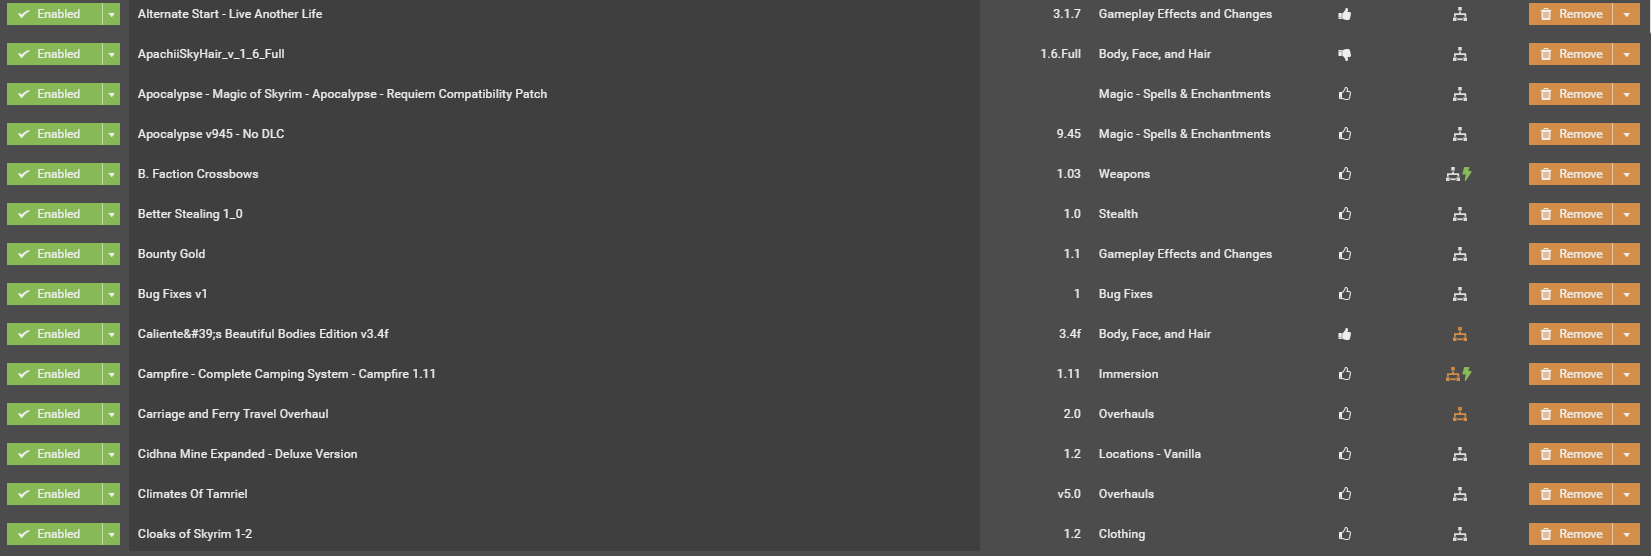 Enabled Alternate Start - Live Another Life 3.1.7 Gameplay Effects and Changes Remove
Enabled ApachiiSkyHair_v_1_6_Full 1.6.Full Body, Face, and Hair Remove
Enabled Apocalypse - Magic of Skyrim - Apocalypse - Requiem Compatibility Patch Magic - Spells & Enchantments Remove
Enabled Apocalypse v945 - No DLC 9.45 Magic - Spells & Enchantments Remove
Enabled B. Faction Crossbows 1.03 Weapons Remove
Enabled Better Stealing 1_0 1.0 Stealth Remove
Enabled Bounty Gold 1.1 Gameplay Effects and Changes Remove
Enabled Bug Fixes v1 1 Bug Fixes Remove
Enabled Caliente&#39;s Beautiful Bodies Edition v3.4f 3.4f Body, Face, and Hair Remove
Enabled Campfire - Complete Camping System - Campfire 1.11 1.11 Immersion Remove
Enabled Carriage and Ferry Travel Overhaul 2.0 Overhauls Remove
Enabled Cidhna Mine Expanded - Deluxe Version 1.2 Locations - Vanilla Remove
Enabled Climates Of Tamriel v5.0 Overhauls Remove
Enabled Cloaks of Skyrim 1-2 1.2 Clothing Remove